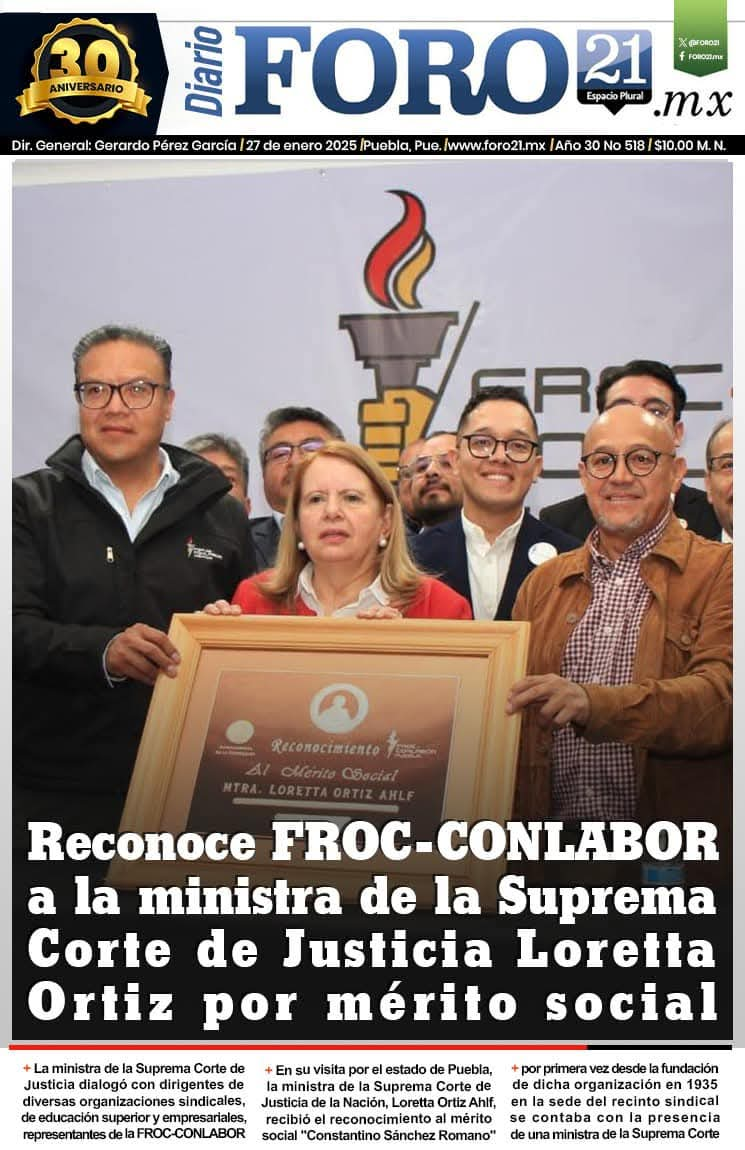 30
ANIVERSARIO
Diario
FORO
21
Espacio Plural
.mx
@FORO21
FORO21.mx
Dir. General: Gerardo Pérez García / 27 de enero 2025 /Puebla, Pue. /www.foro21.mx /Año 30 No 518 / $10.00 M. N.
FROC
Reconocimiento
Al Mérito Social
MTRA. LORETTA ORTIZ AHLF
Reconoce FROC-CONLABOR
a la ministra de la Suprema
Corte de Justicia Loretta
Ortiz por mérito social
+ La ministra de la Suprema Corte de
Justicia dialogó con dirigentes de
diversas organizaciones sindicales,
de educación superior y empresariales,
representantes de la FROC-CONLABOR
+ En su visita por el estado de Puebla,
la ministra de la Suprema Corte de
Justicia de la Nación, Loretta Ortiz Ahlf,
recibió el reconocimiento al mérito
social "Constantino Sánchez Romano"
+ por primera vez desde la fundación
de dicha organización en 1935
en la sede del recinto sindical
se contaba con la presencia
de una ministra de la Suprema Corte